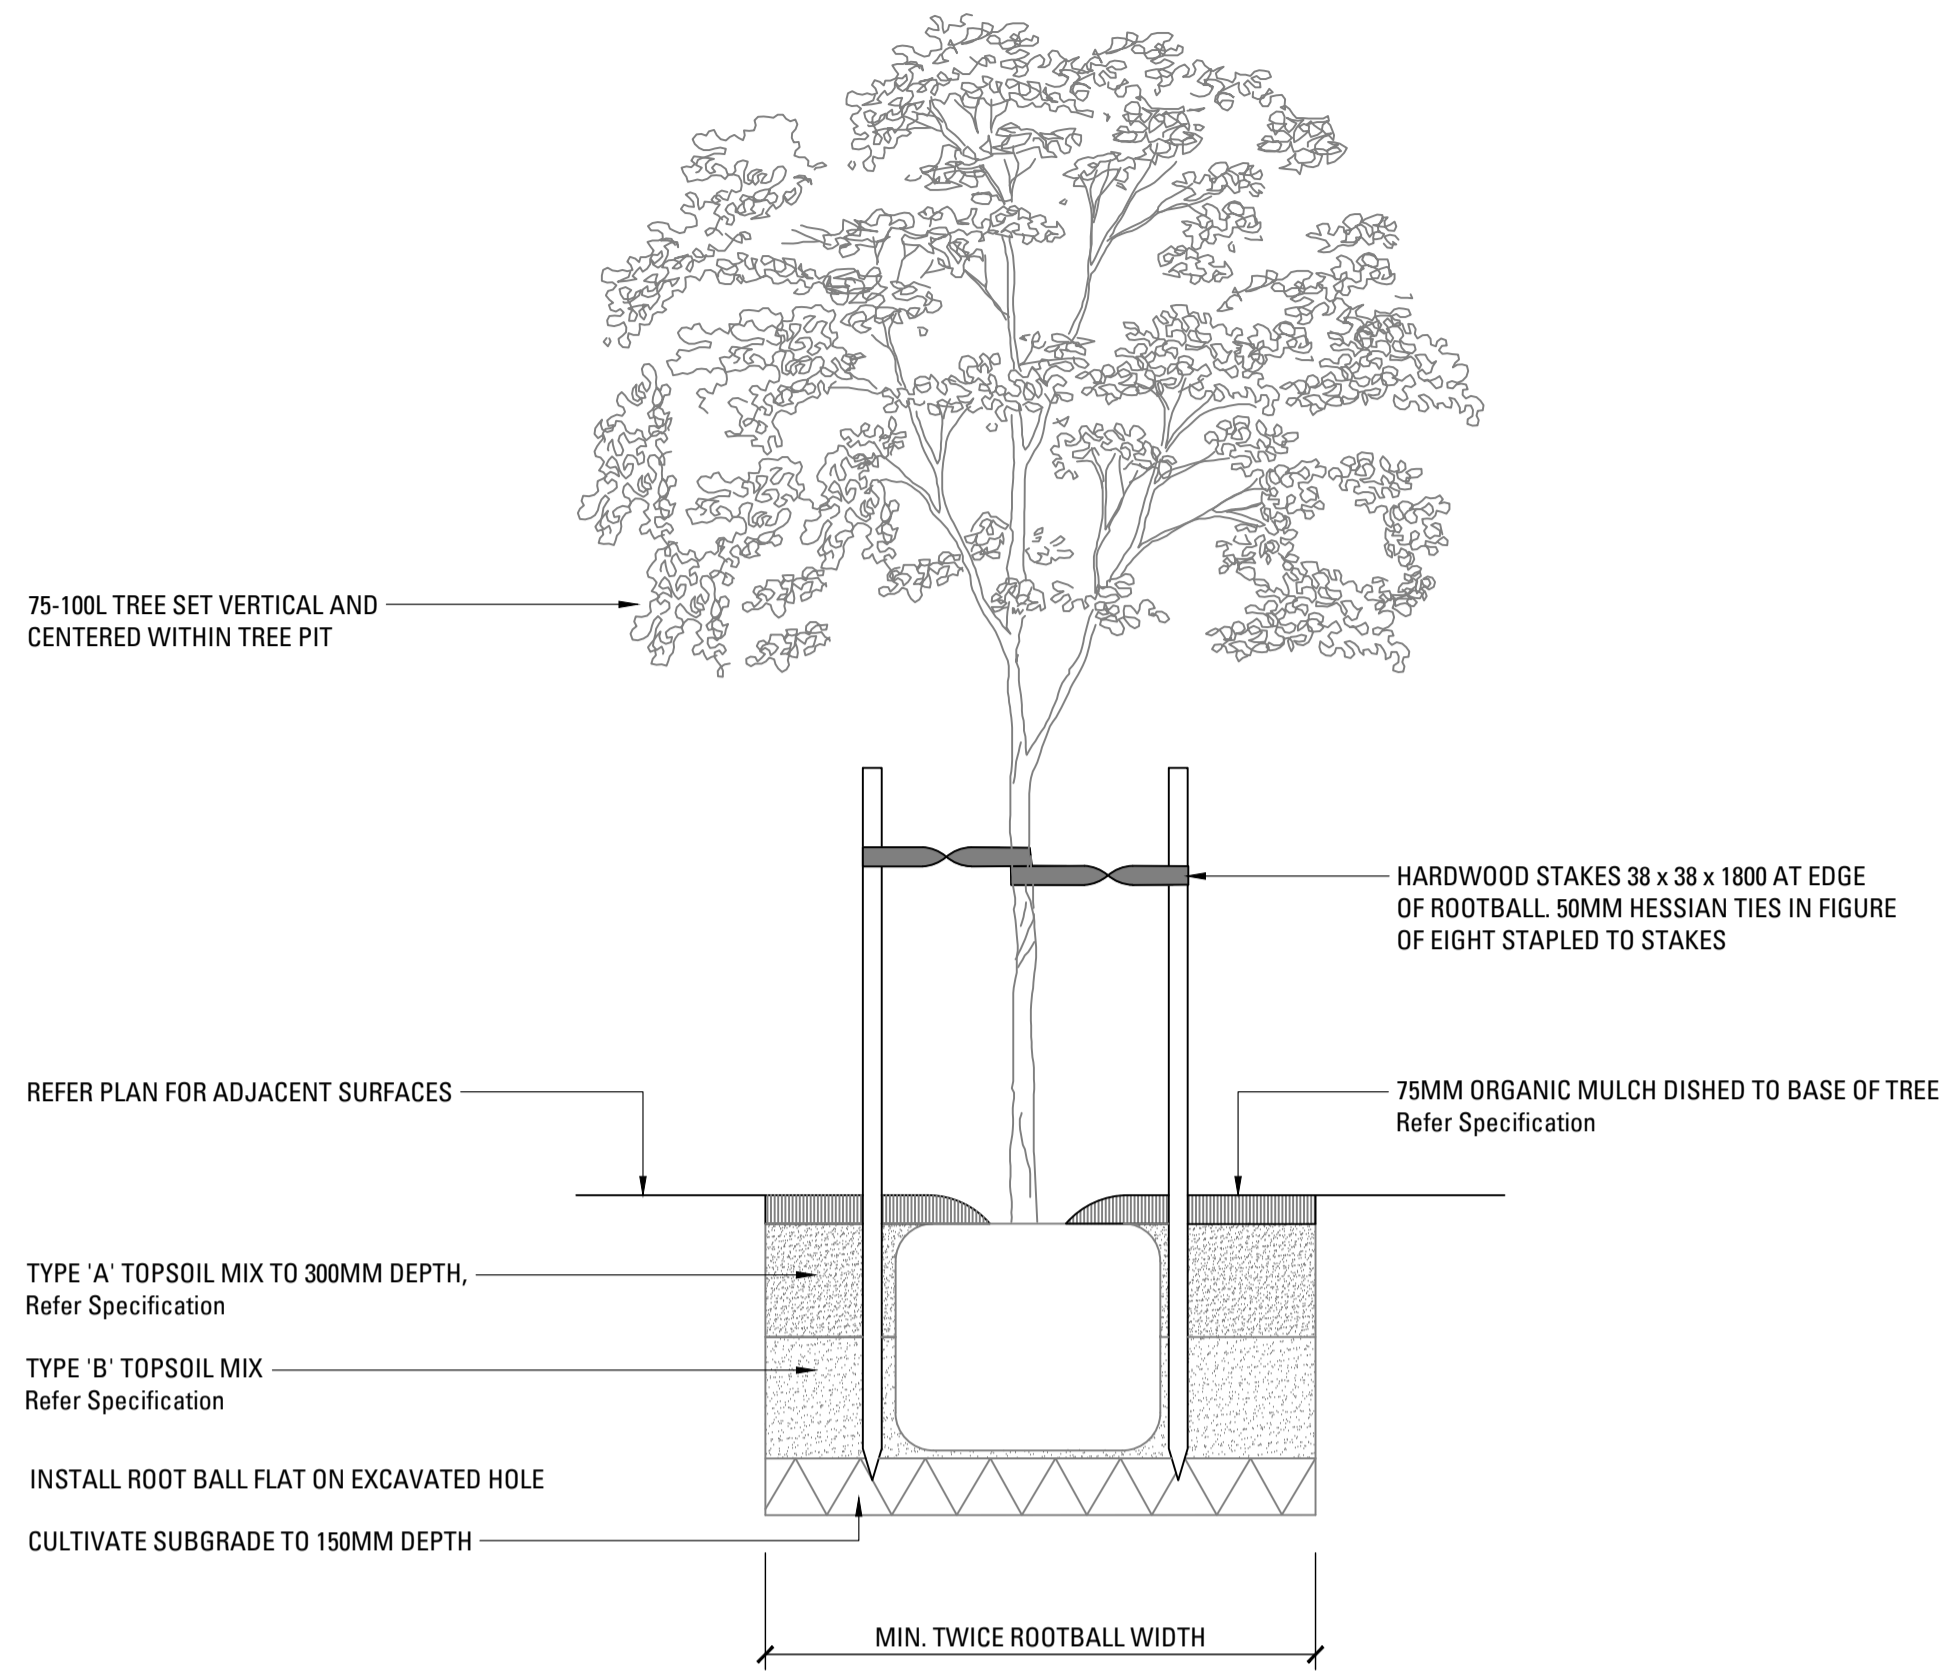 75-100L TREE SET VERTICAL AND
CENTERED WITHIN TREE PIT
HARDWOOD STAKES 38 x 38 x 1800 AT EDGE
OF ROOTBALL. 50MM HESSIAN TIES IN FIGURE
OF EIGHT STAPLED TO STAKES
REFER PLAN FOR ADJACENT SURFACES
75MM ORGANIC MULCH DISHED TO BASE OF TREE
Refer Specification
TYPE 'A' TOPSOIL MIX TO 300MM DEPTH,
Refer Specification
TYPE 'B' TOPSOIL MIX
Refer Specification
INSTALL ROOT BALL FLAT ON EXCAVATED HOLE
CULTIVATE SUBGRADE TO 150MM DEPTH
MIN. TWICE ROOTBALL WIDTH